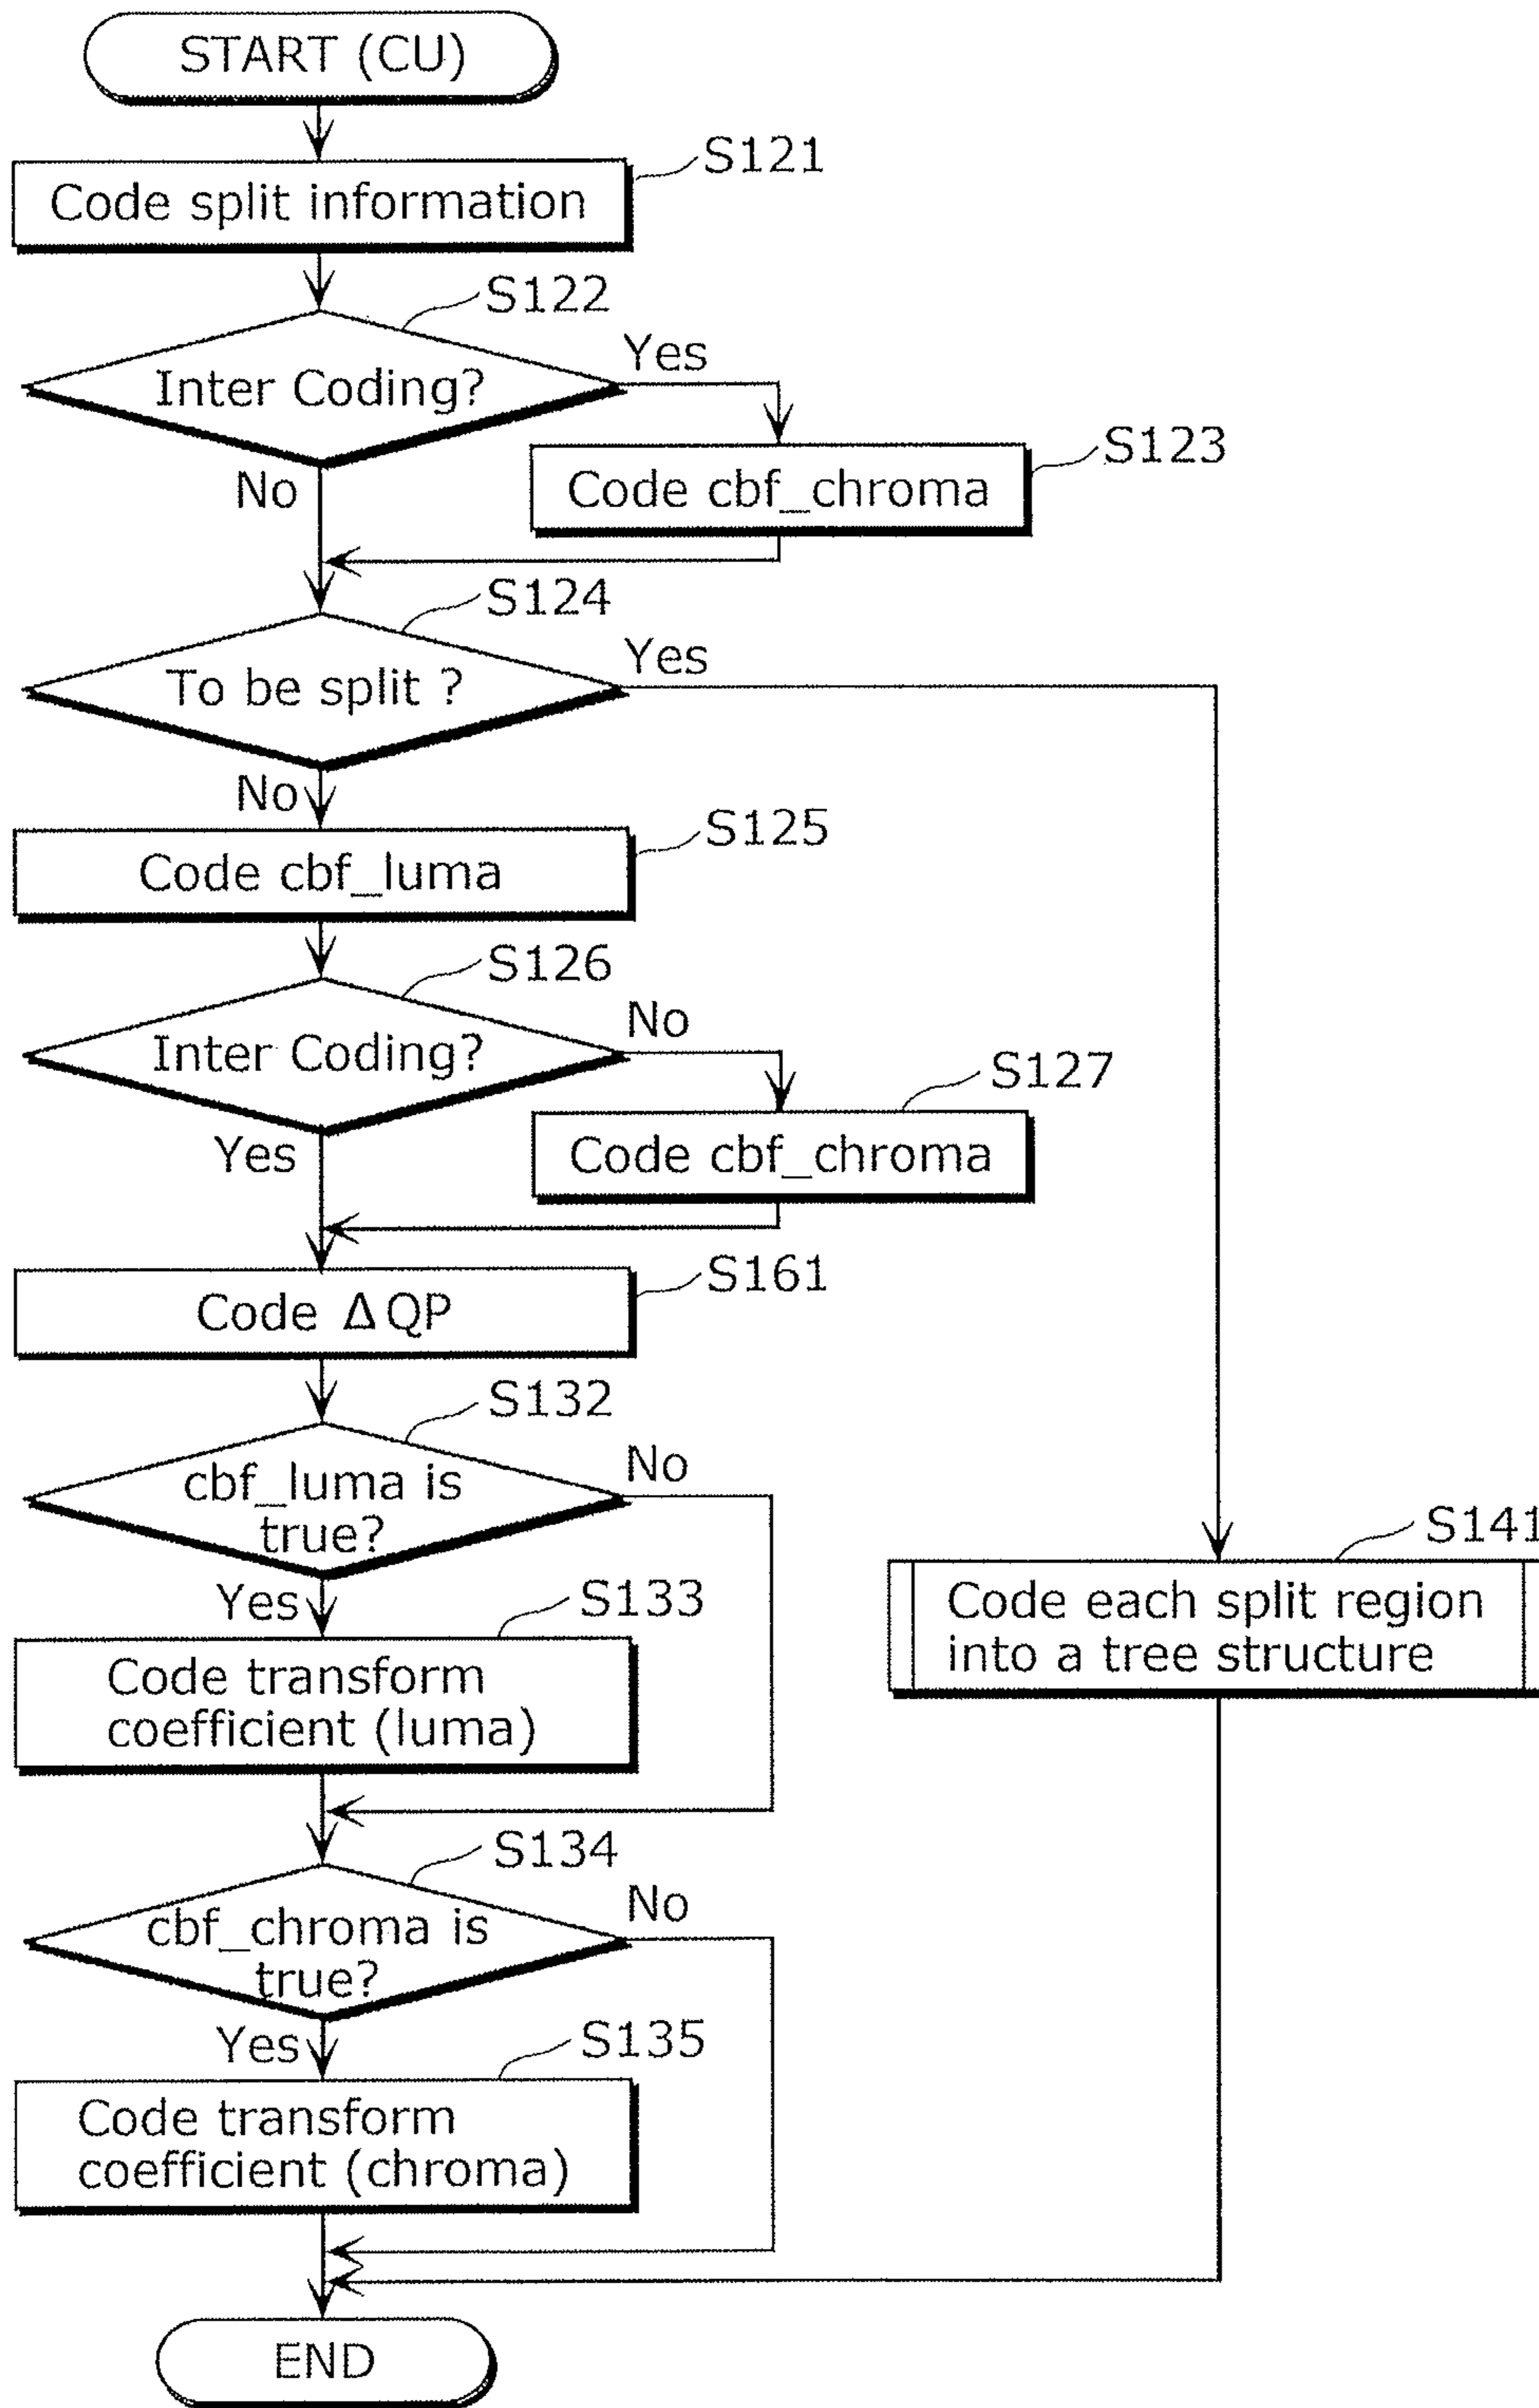 START (CU)
S121
Code split information
S122
Inter Coding?
Yes
No
S123
Code cbf_chroma
S124
To be split ?
Yes
No
S125
Code cbf_luma
S126
Inter Coding?
No
Yes
S127
Code cbf_chroma
S161
Code ΔQP
S132
cbf_luma is
true?
No
Yes
S133
Code transform
coefficient (luma)
S141
Code each split region
into a tree structure
S134
cbf_chroma is
true?
No
Yes
S135
Code transform
coefficient (chroma)
END